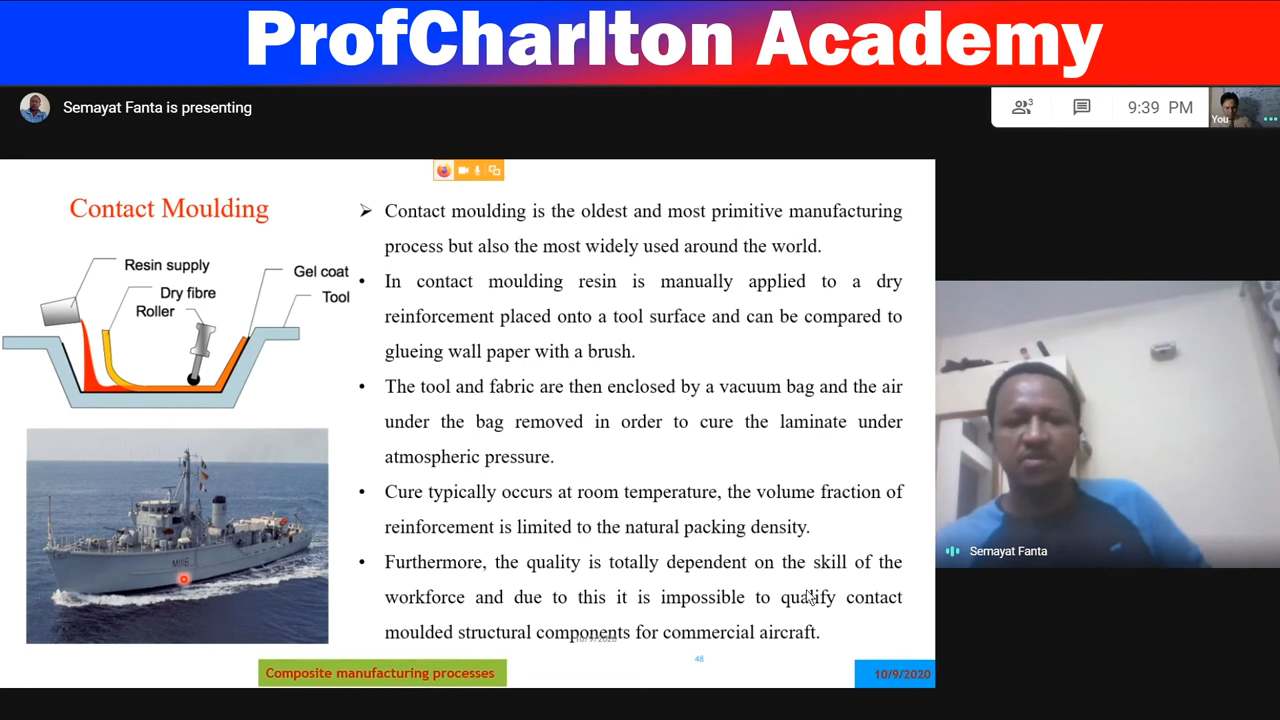 ProfCharlton Academy
Semayat Fanta is presenting
3
9:39 PM
You
Contact Moulding
Resin supply
Dry fibre
Roller
Gel coat
Tool
M1116
➢ Contact moulding is the oldest and most primitive manufacturing
process but also the most widely used around the world.
• In contact moulding resin is manually applied to a dry
reinforcement placed onto a tool surface and can be compared to
glueing wall paper with a brush.
• The tool and fabric are then enclosed by a vacuum bag and the air
under the bag removed in order to cure the laminate under
atmospheric pressure.
• Cure typically occurs at room temperature, the volume fraction of
reinforcement is limited to the natural packing density.
• Furthermore, the quality is totally dependent on the skill of the
workforce and due to this it is impossible to qualify contact
moulded structural components for commercial aircraft.
10/9/2020
48
Composite manufacturing processes
10/9/2020
Semayat Fanta